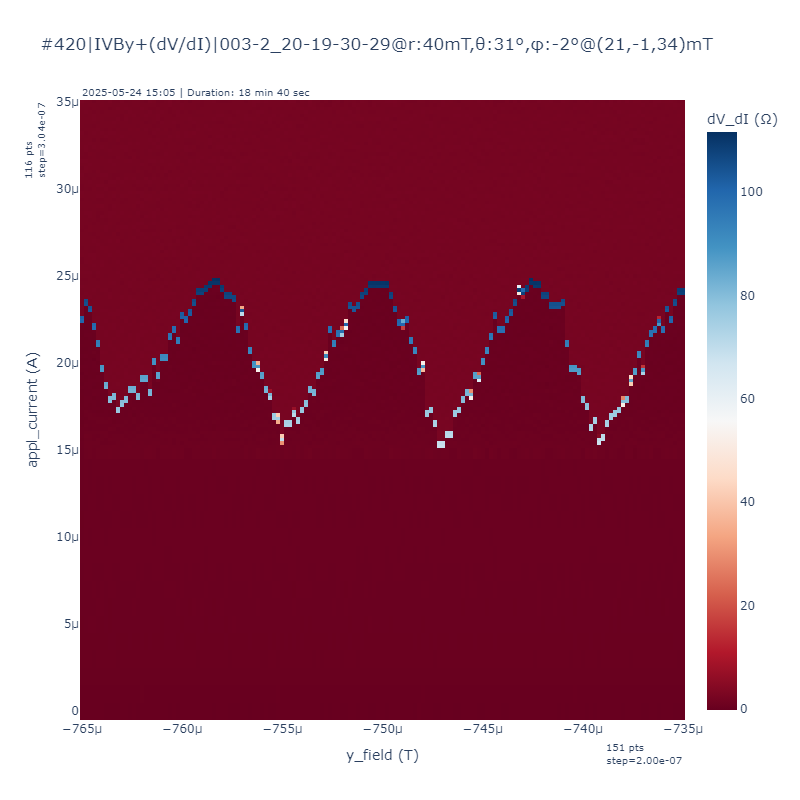 #420|IVBy+(dV/dI)|003-2_20-19-30-29@r:40mT,θ:31°,φ:-2°@(21,-1,34)mT
2025-05-24 15:05 | Duration: 18 min 40 sec
116 pts
step=3.04e-07
dV_dI (Ω)
35μ
30μ
25μ
20μ
15μ
10μ
5μ
0
appl_current (A)
100
80
60
40
20
0
−765μ
−760μ
−755μ
−750μ
−745μ
−740μ
−735μ
y_field (T)
151 pts
step=2.00e-07